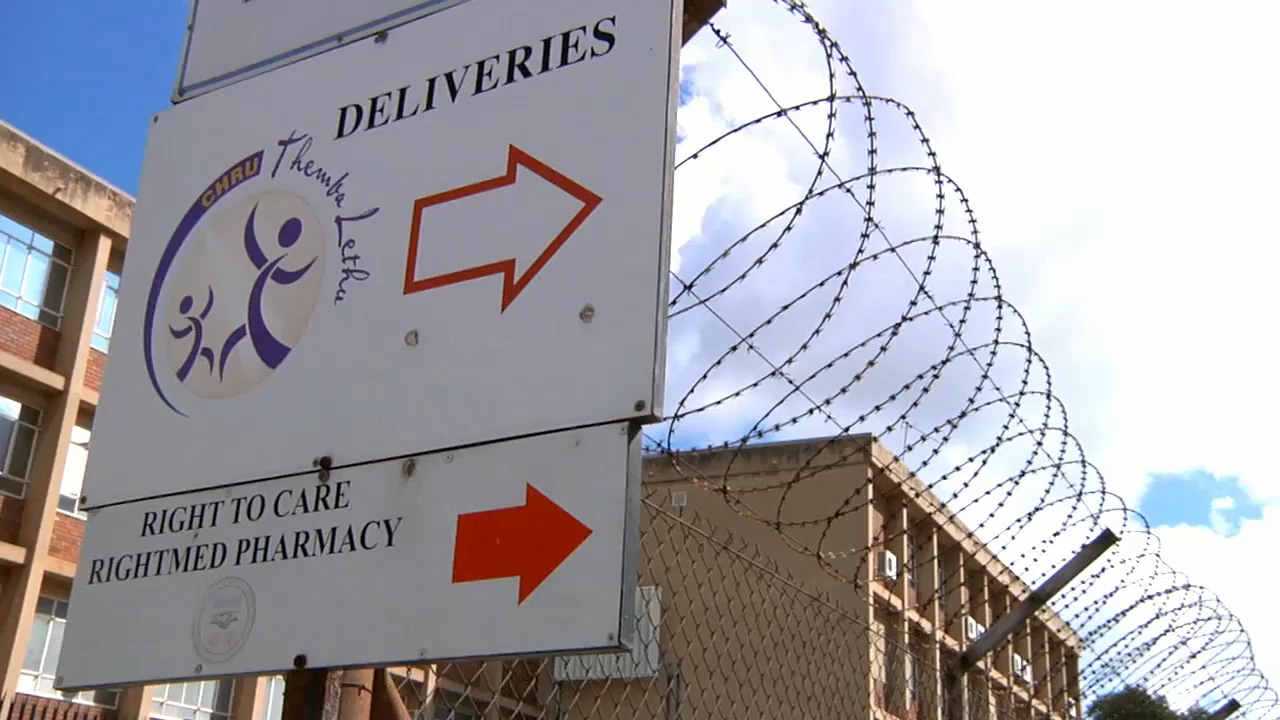 DELIVERIES
CHRU
Themba Lethu
RIGHT TO CARE
RIGHTMED PHARMACY